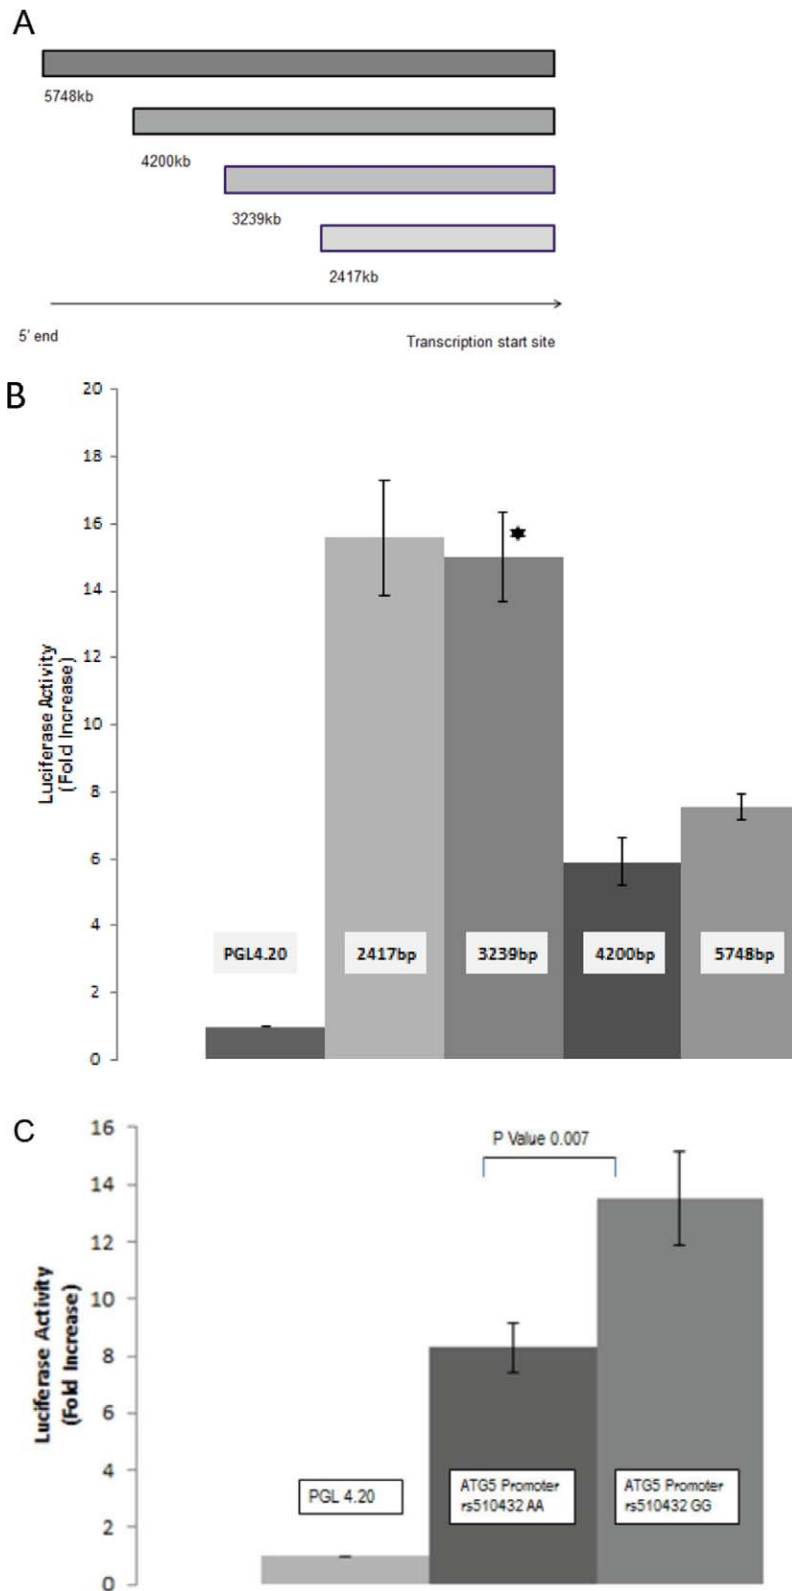 A
5748kb
4200kb
3239kb
2417kb
5' end
Transcription start site
B
20
18
16
14
12
10
8
6
4
2
0
Luciferase Activity
(Fold Increase)
PGL4.20
2417bp
3239bp
4200bp
5748bp
C
16
14
12
10
8
6
4
2
0
Luciferase Activity
(Fold Increase)
P Value 0.007
PGL 4.20
ATG5 Promoter
rs510432 AA
ATG5 Promoter
rs510432 GG